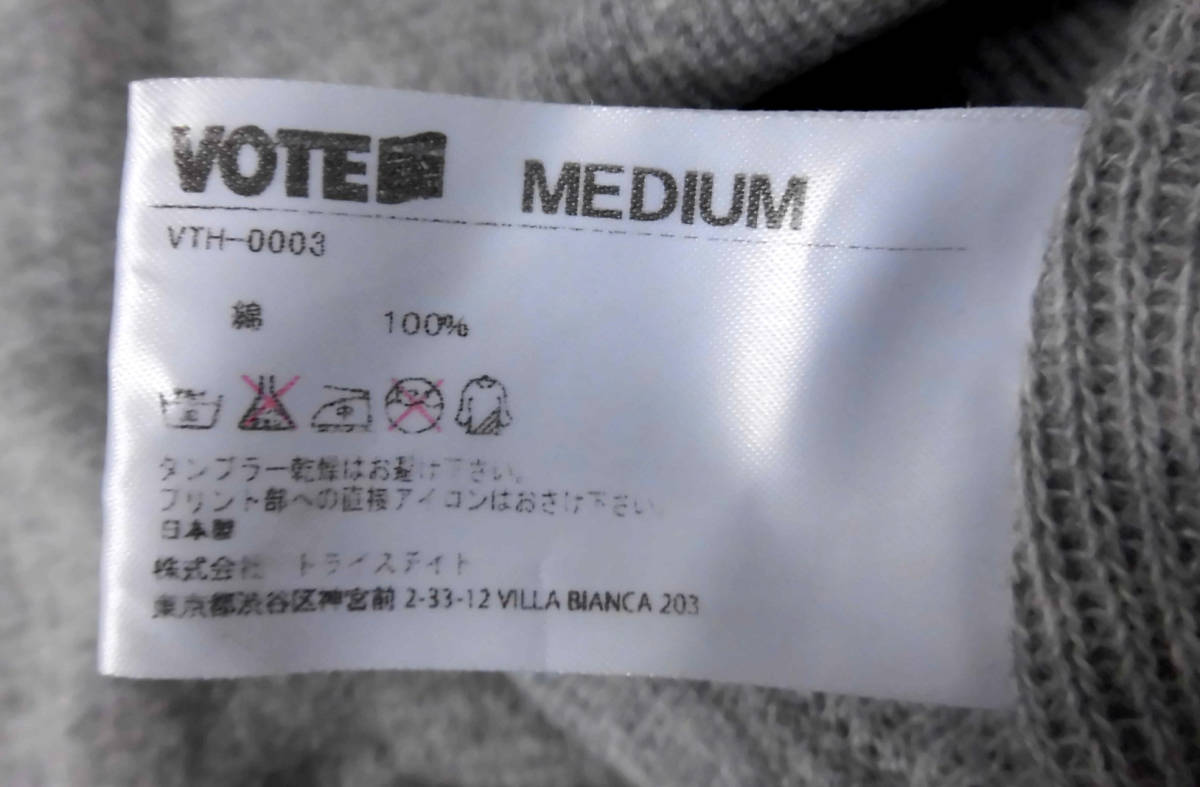 VOTE MEDIUM
VTH-0003
綿 100%
タンブラー乾燥はお避け下さい。
プリント部への直接アイロンはおさけ下さい。
日本製
株式会社 トライステイト
東京都渋谷区神宮前 2-33-12 VILLA BIANCA 203